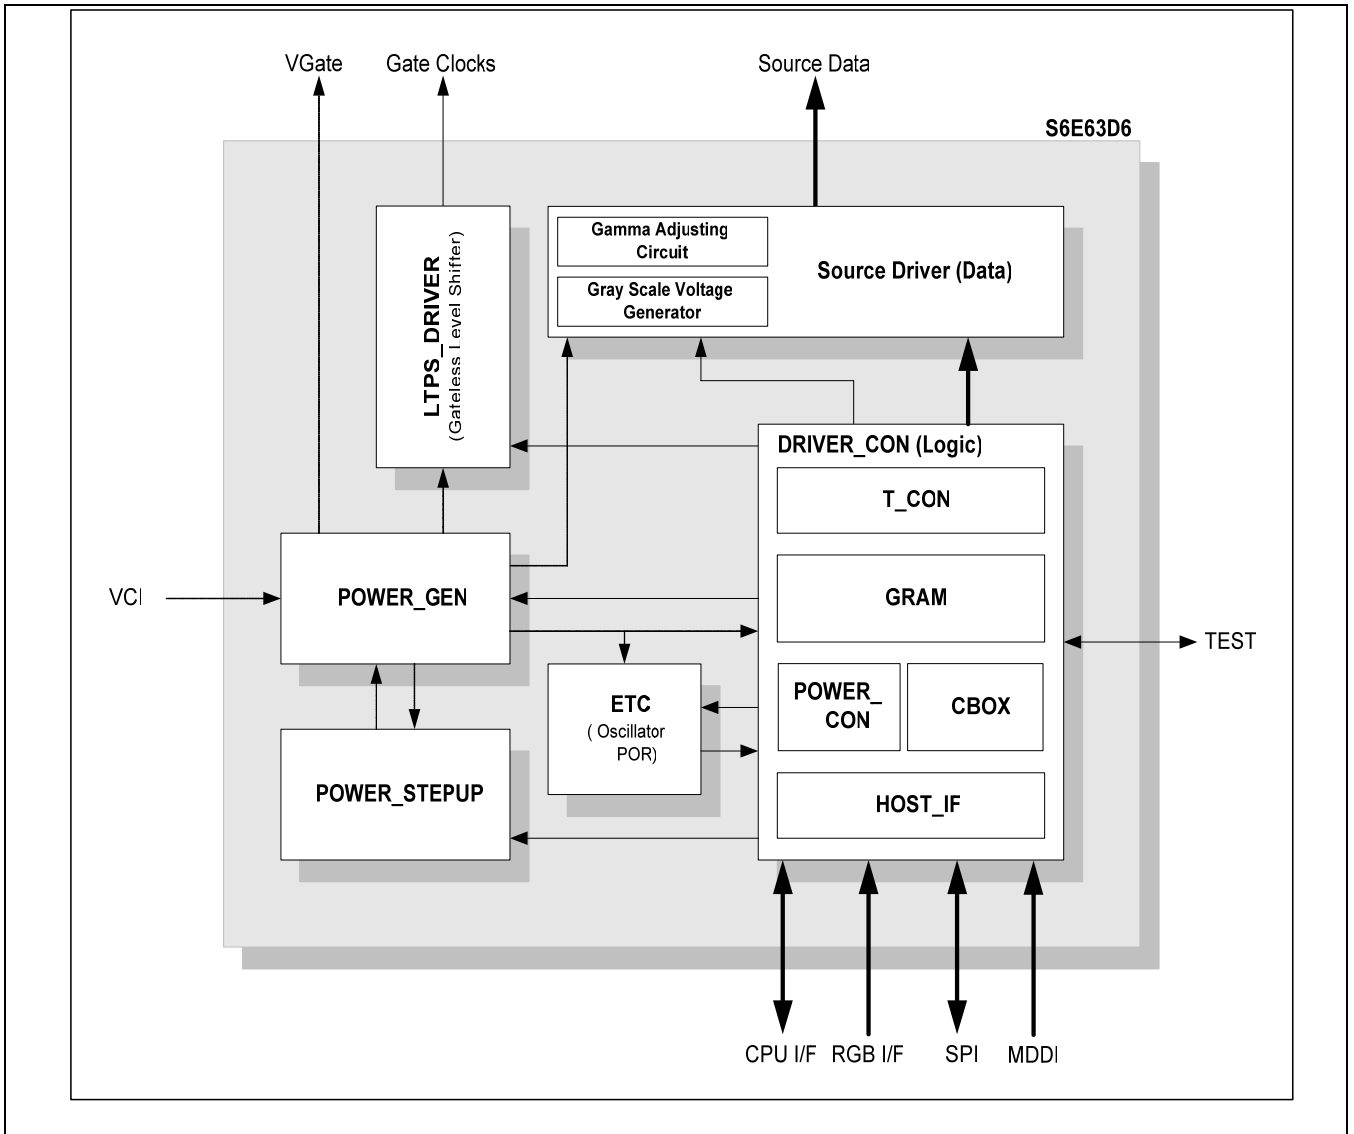 VGate
Gate Clocks
Source Data
S6E63D6
LTPS_DRIVER
(Gateless Level Shifter)
Gamma Adjusting
Circuit
Gray Scale Voltage
Generator
Source Driver (Data)
DRIVER_CON (Logic)
T_CON
GRAM
POWER_
CON
CBOX
HOST_IF
VCI
POWER_GEN
TEST
ETC
( Oscillator
POR)
POWER_STEPUP
CPU I/F
RGB I/F
SPI
MDDI